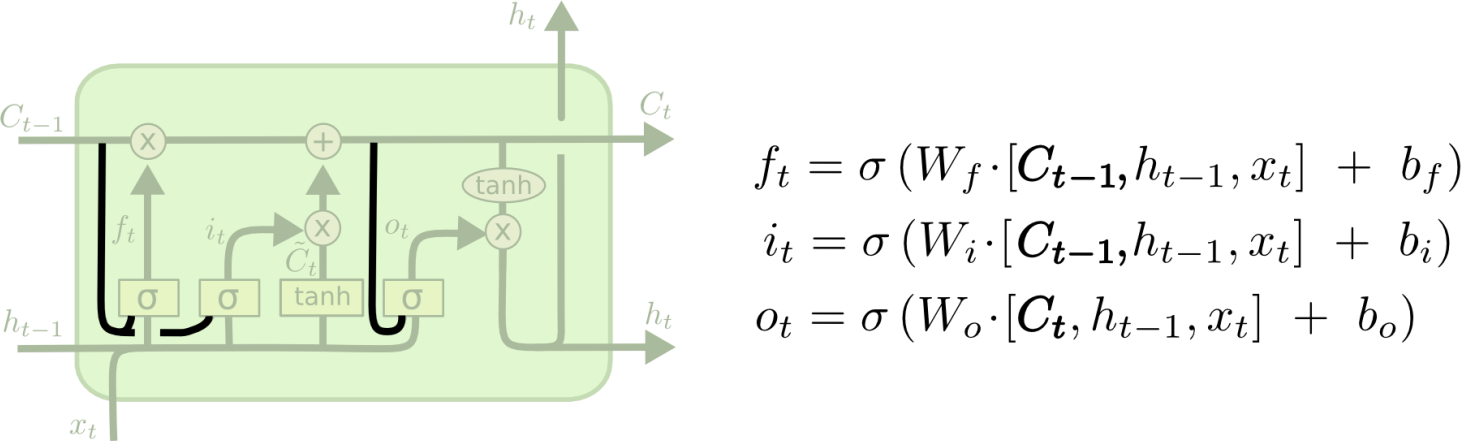 h_t
C_{t-1}
C_t
x
+
tanh
f_t
i_t
x
o_t
x
C̃_t
σ
σ
tanh
σ
h_{t-1}
h_t
x_t
f_t = σ (W_f · [C_{t-1}, h_{t-1}, x_t] + b_f)
i_t = σ (W_i · [C_{t-1}, h_{t-1}, x_t] + b_i)
o_t = σ (W_o · [C_t, h_{t-1}, x_t] + b_o)